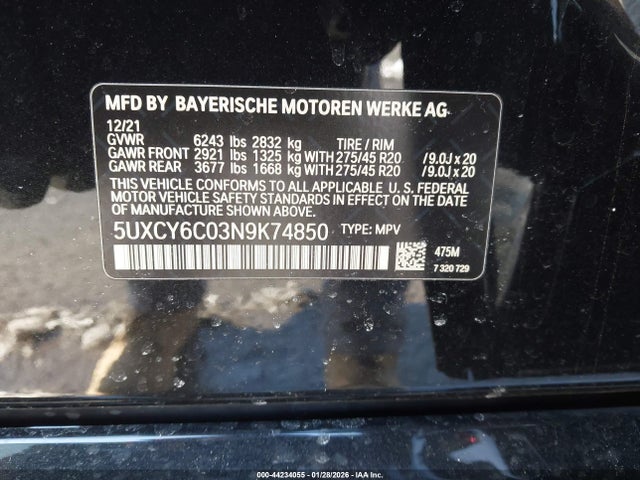 MFD BY BAYERISCHE MOTOREN WERKE AG
12/21
GVWR 6243 lbs 2832 kg TIRE / RIM
GAWR FRONT 2921 lbs 1325 kg WITH 275/45 R20 / 9.0J x 20
GAWR REAR 3677 lbs 1668 kg WITH 275/45 R20 / 9.0J x 20
THIS VEHICLE CONFORMS TO ALL APPLICABLE U. S. FEDERAL
MOTOR VEHICLE SAFETY STANDARDS IN EFFECT ON THE DATE
OF MANUFACTURE SHOWN ABOVE.
5UXCY6C03N9K74850 TYPE: MPV
475M
7 320 729
000-44234055 - 01/28/2026 - IAA Inc.